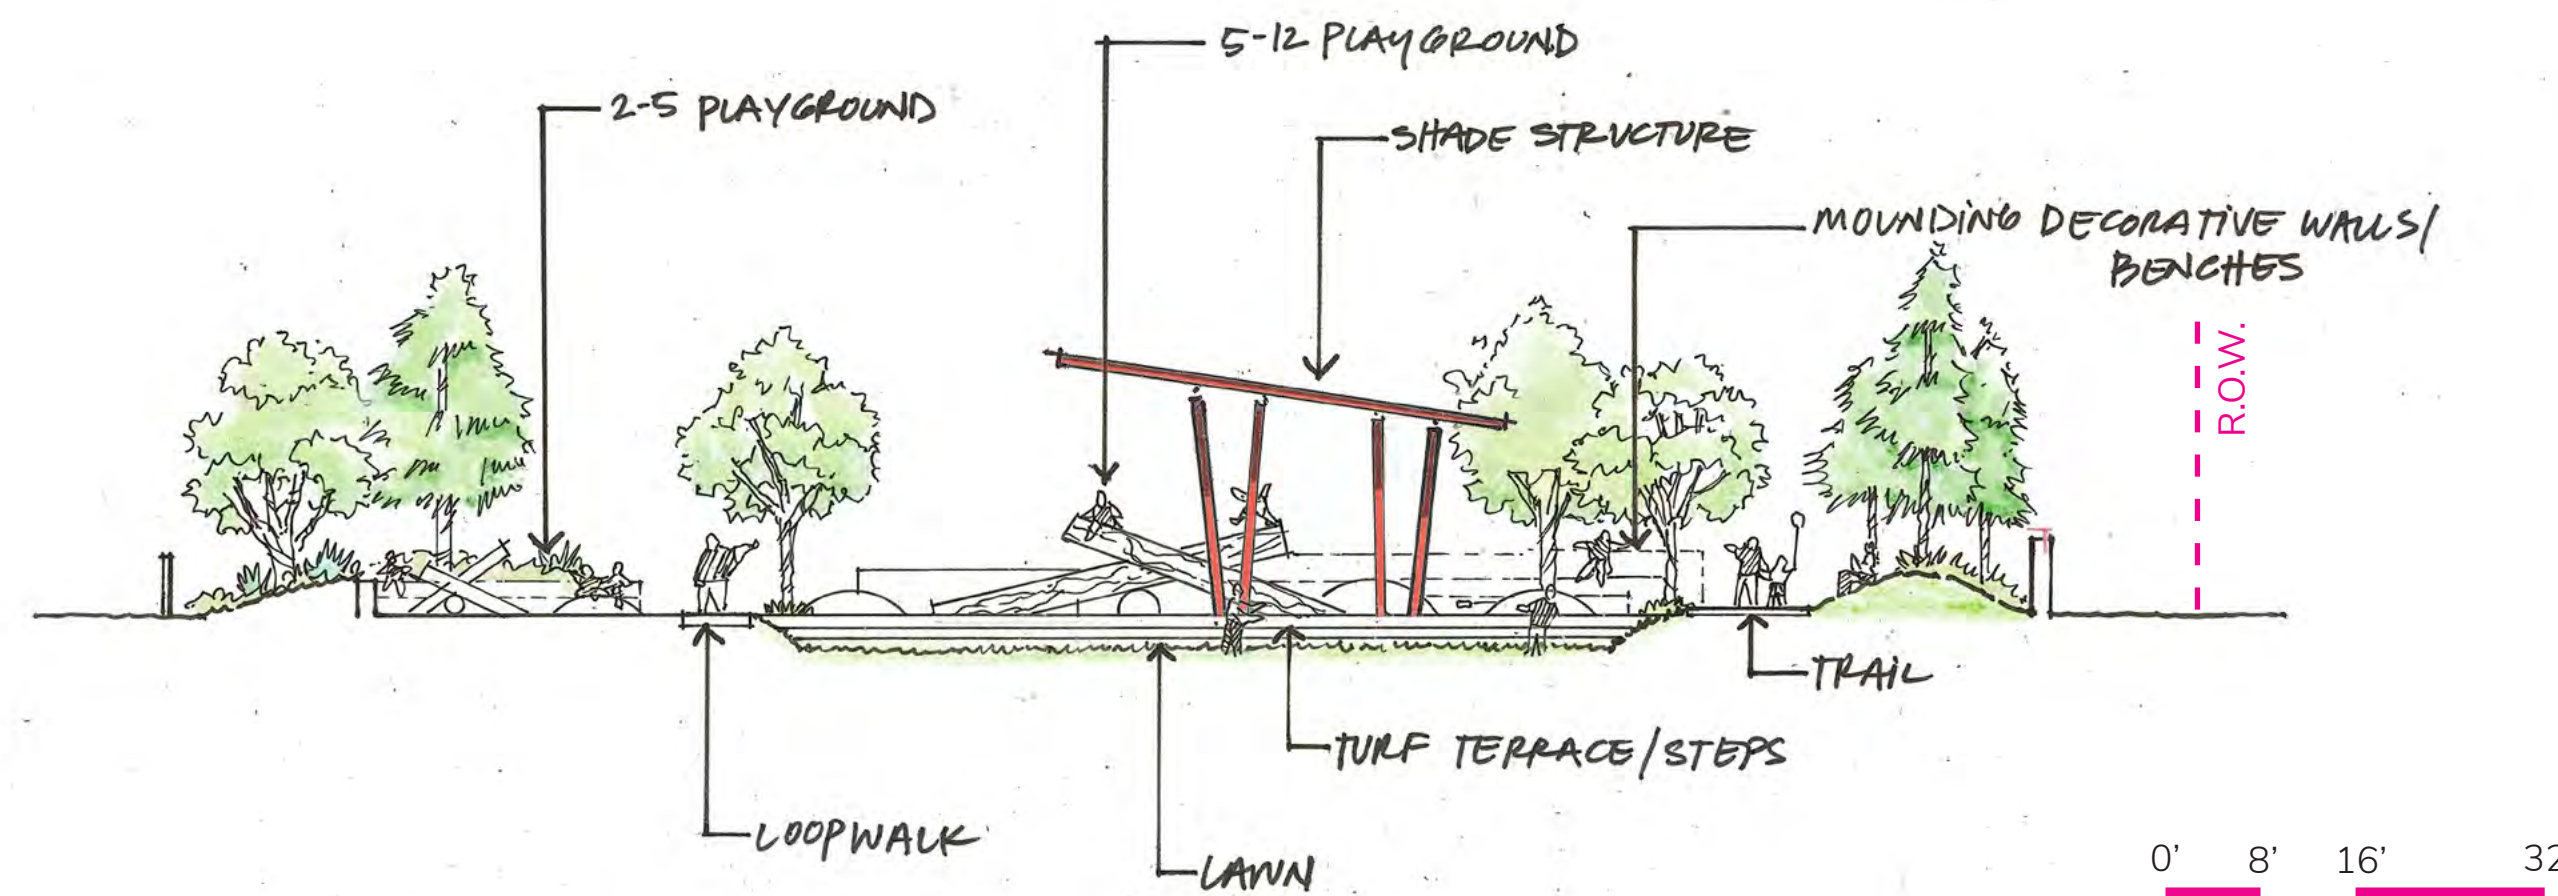 5-12 PLAYGROUND
2-5 PLAYGROUND
SHADE STRUCTURE
MOUNDING DECORATIVE WALLS/
BENCHES
R.O.W.
TRAIL
TURF TERRACE/STEPS
LOOPWALK
LAWN
0' 8' 16' 32